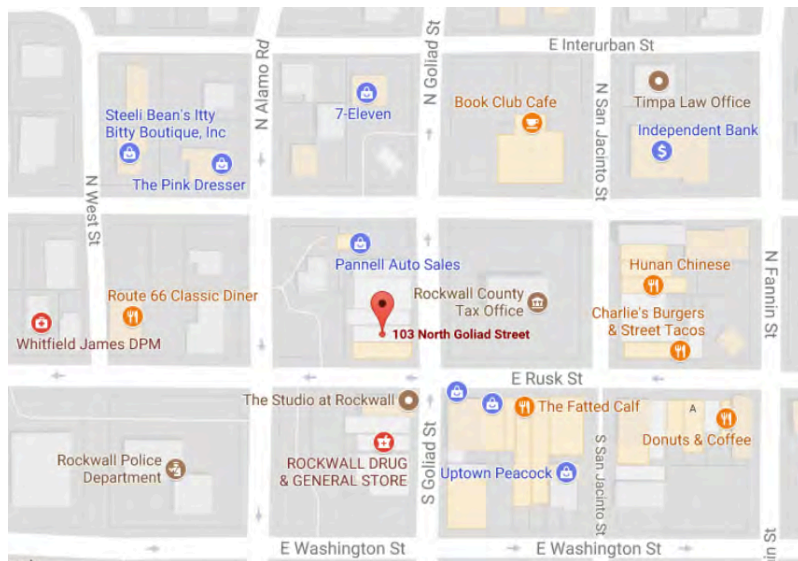 E Interurban St
N Alamo Rd
N Goliad St
N San Jacinto St
Steeli Bean's Itty
Bitty Boutique, Inc
7-Eleven
Book Club Cafe
Timpa Law Office
Independent Bank
The Pink Dresser
N West St
N Fannin St
Pannell Auto Sales
Hunan Chinese
Route 66 Classic Diner
Rockwall County
Tax Office
Charlie's Burgers
& Street Tacos
103 North Goliad Street
Whitfield James DPM
E Rusk St
The Studio at Rockwall
The Fatted Calf
A
Donuts & Coffee
Rockwall Police
Department
ROCKWALL DRUG
& GENERAL STORE
S Goliad St
Uptown Peacock
S San Jacinto St
E Washington St
E Washington St
in St